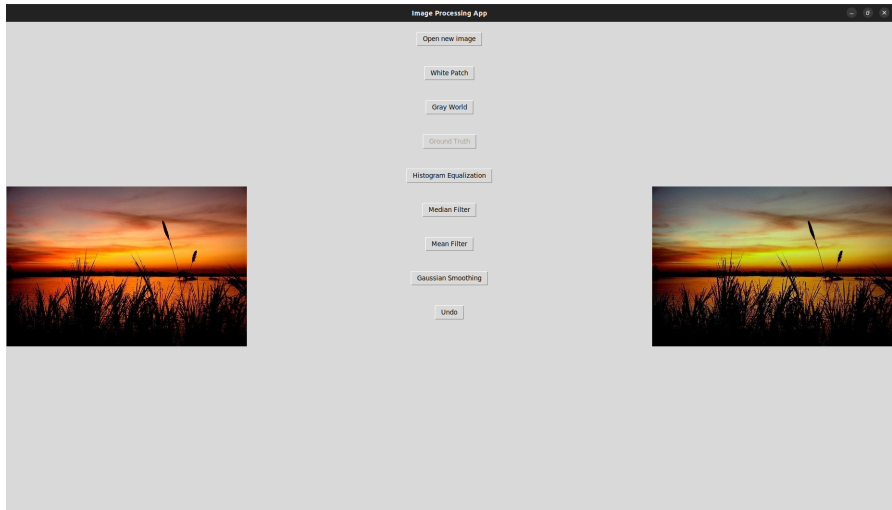 Image Processing App
Open new image
White Patch
Gray World
Ground Truth
Histogram Equalization
Median Filter
Mean Filter
Gaussian Smoothing
Undo